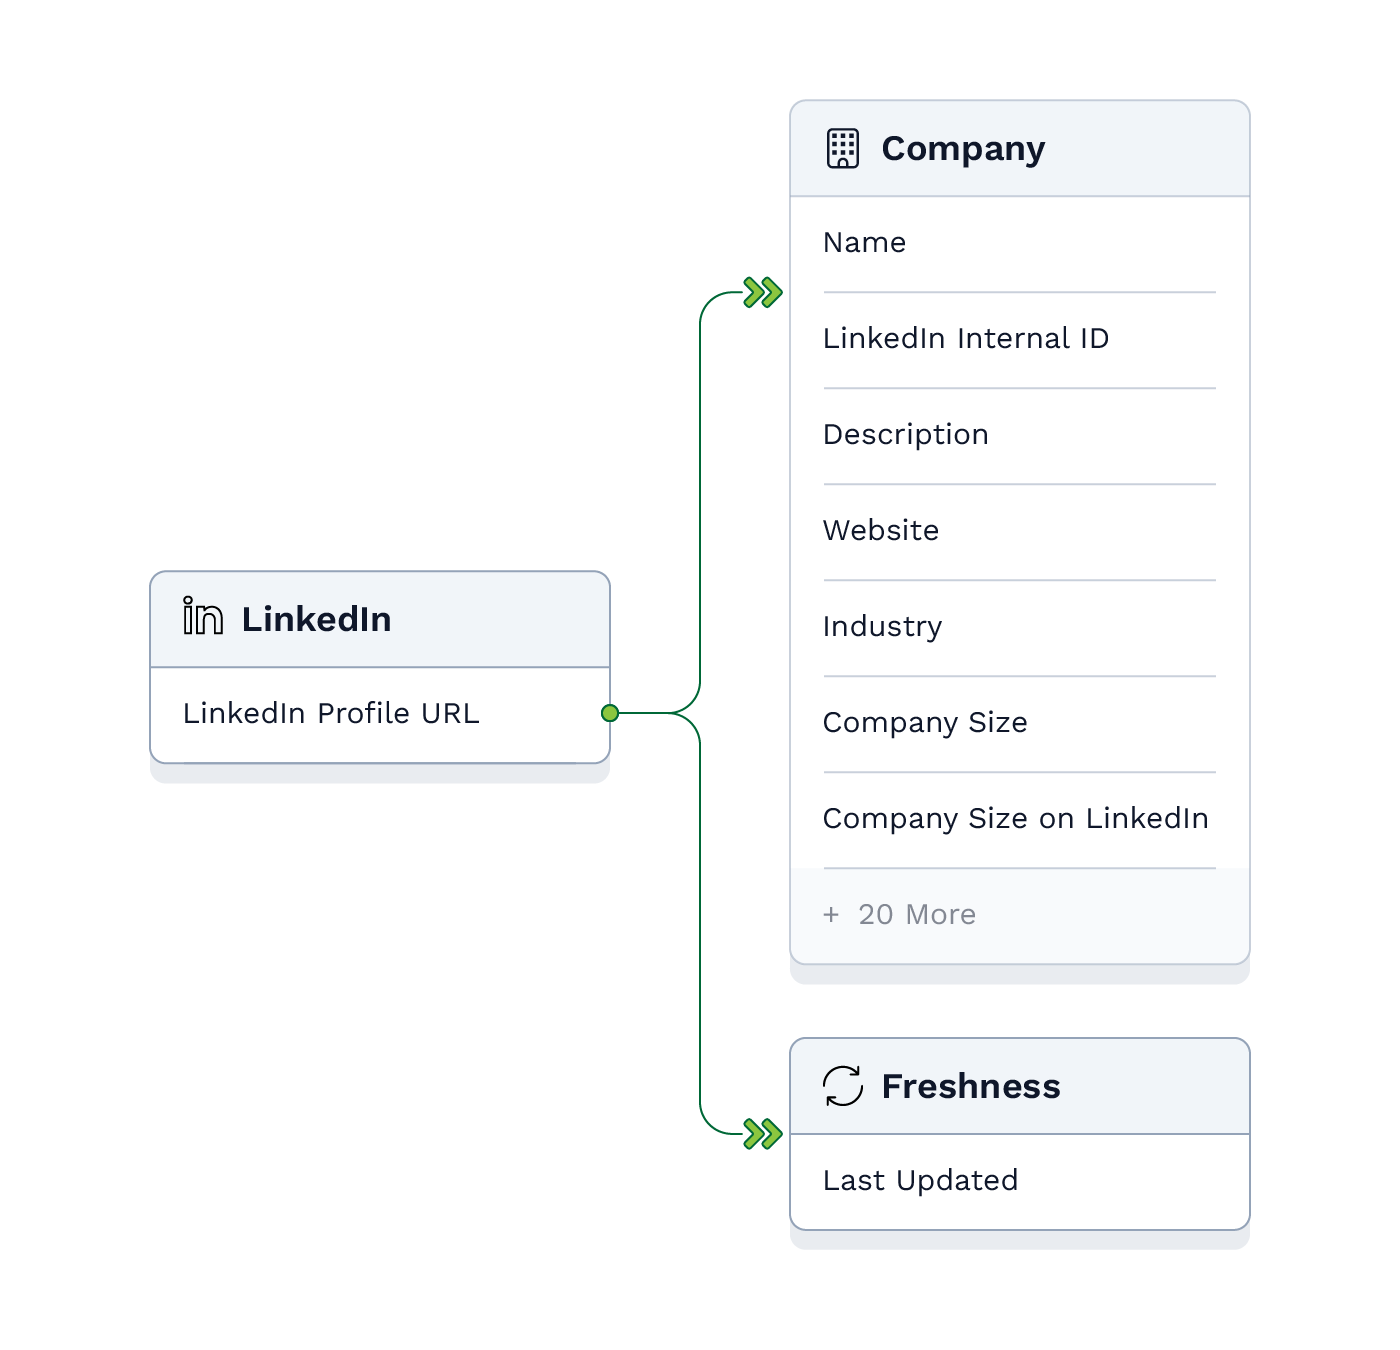 Company
Name
LinkedIn Internal ID
Description
Website
Industry
Company Size
Company Size on LinkedIn
+ 20 More
in LinkedIn
LinkedIn Profile URL
Freshness
Last Updated